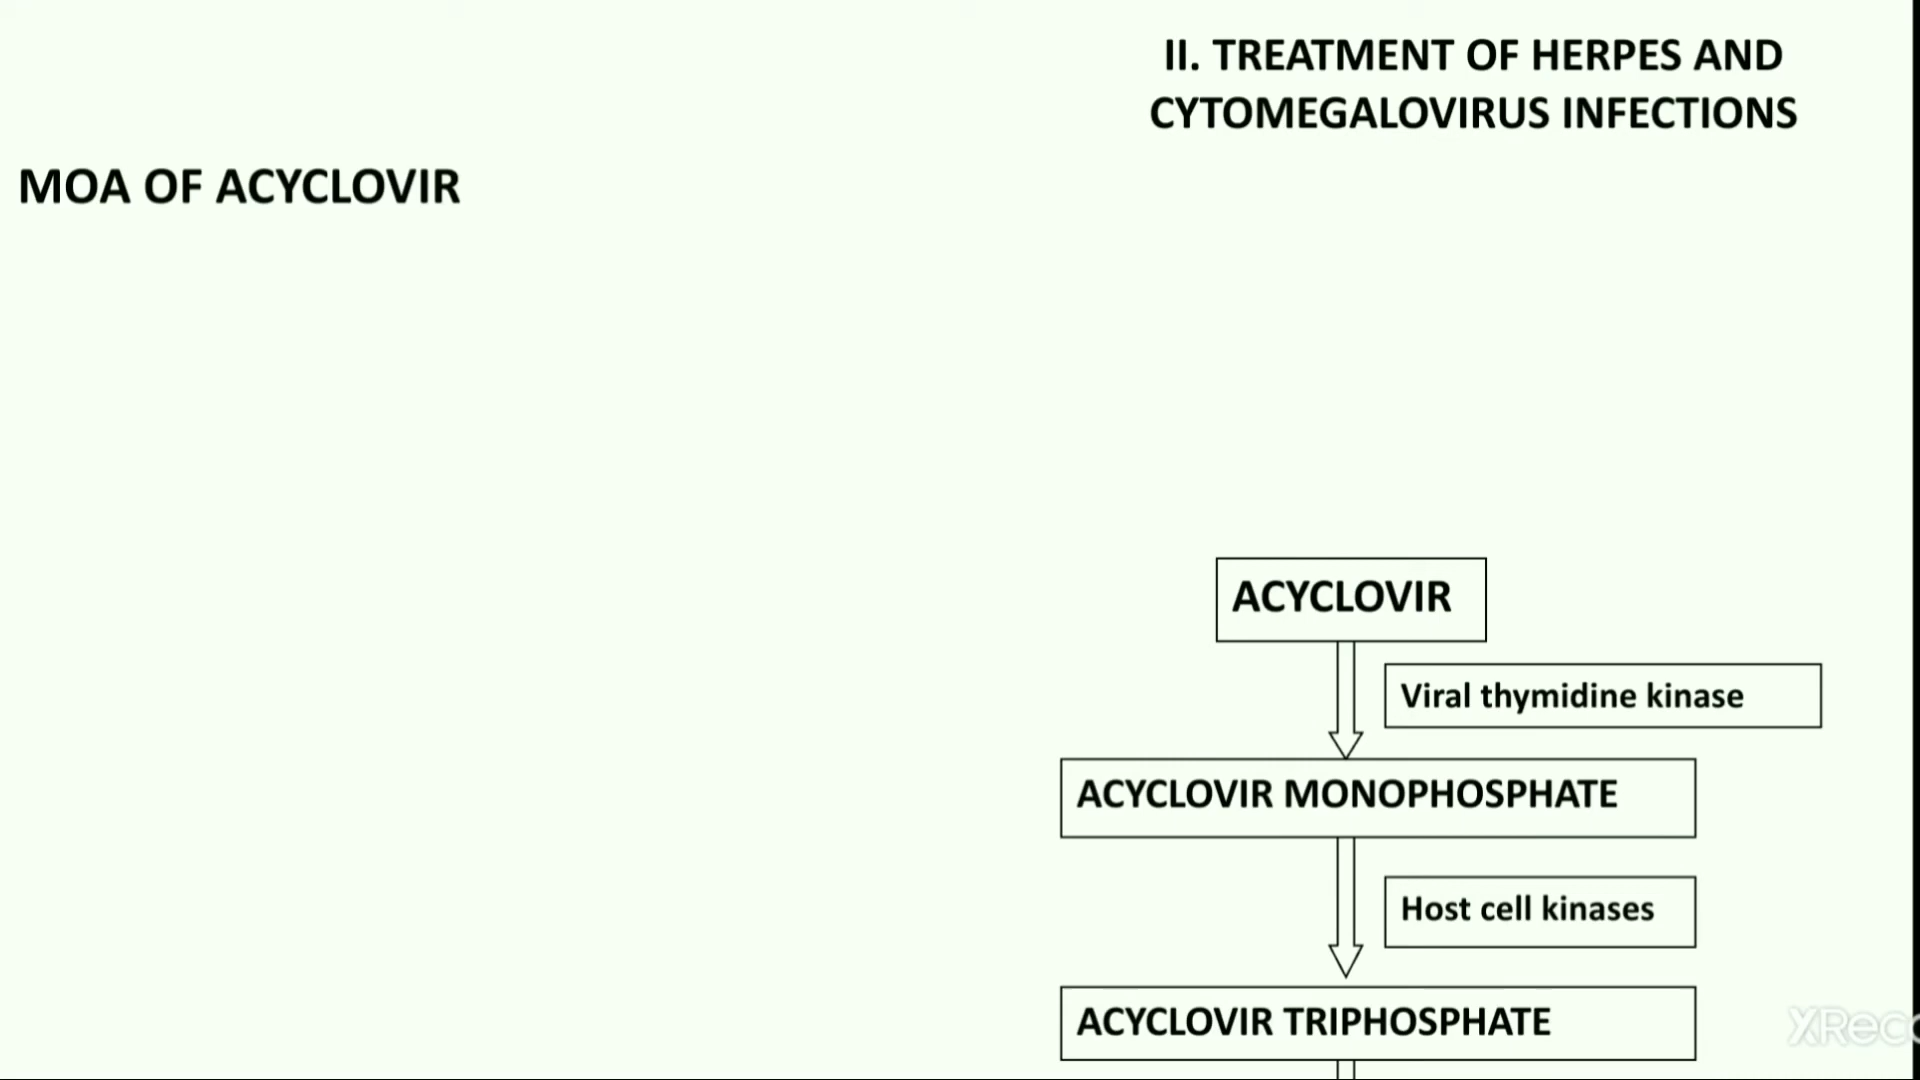 II. TREATMENT OF HERPES AND
CYTOMEGALOVIRUS INFECTIONS
MOA OF ACYCLOVIR
ACYCLOVIR
Viral thymidine kinase
ACYCLOVIR MONOPHOSPHATE
Host cell kinases
ACYCLOVIR TRIPHOSPHATE
XRec